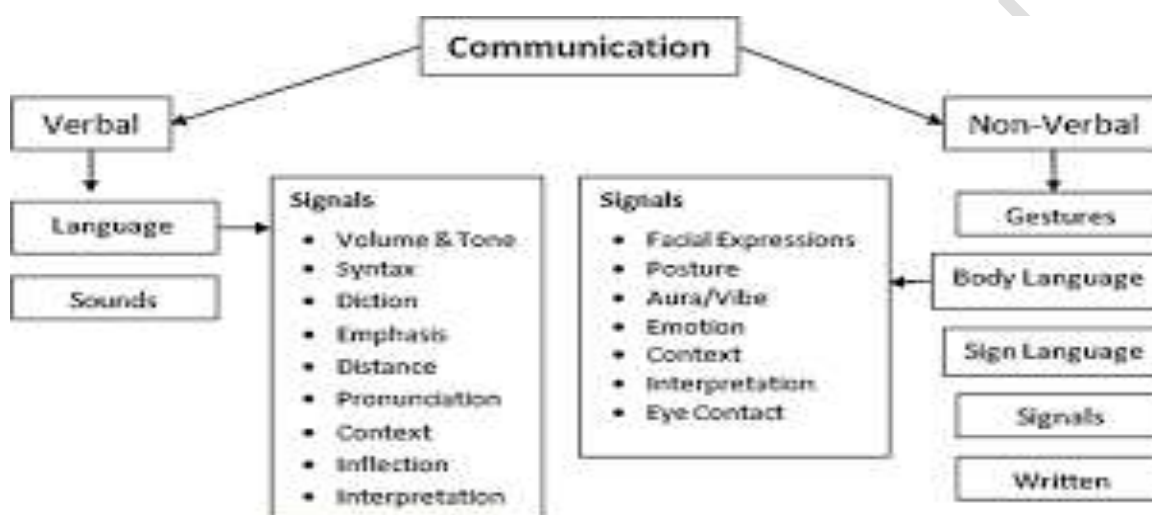 Communication
Verbal
Non-Verbal
Language
Sounds
Signals
• Volume & Tone
• Syntax
• Diction
• Emphasis
• Distance
• Pronunciation
• Context
• Inflection
• Interpretation
Signals
• Facial Expressions
• Posture
• Aura/Vibe
• Emotion
• Context
• Interpretation
• Eye Contact
Gestures
Body Language
Sign Language
Signals
Written